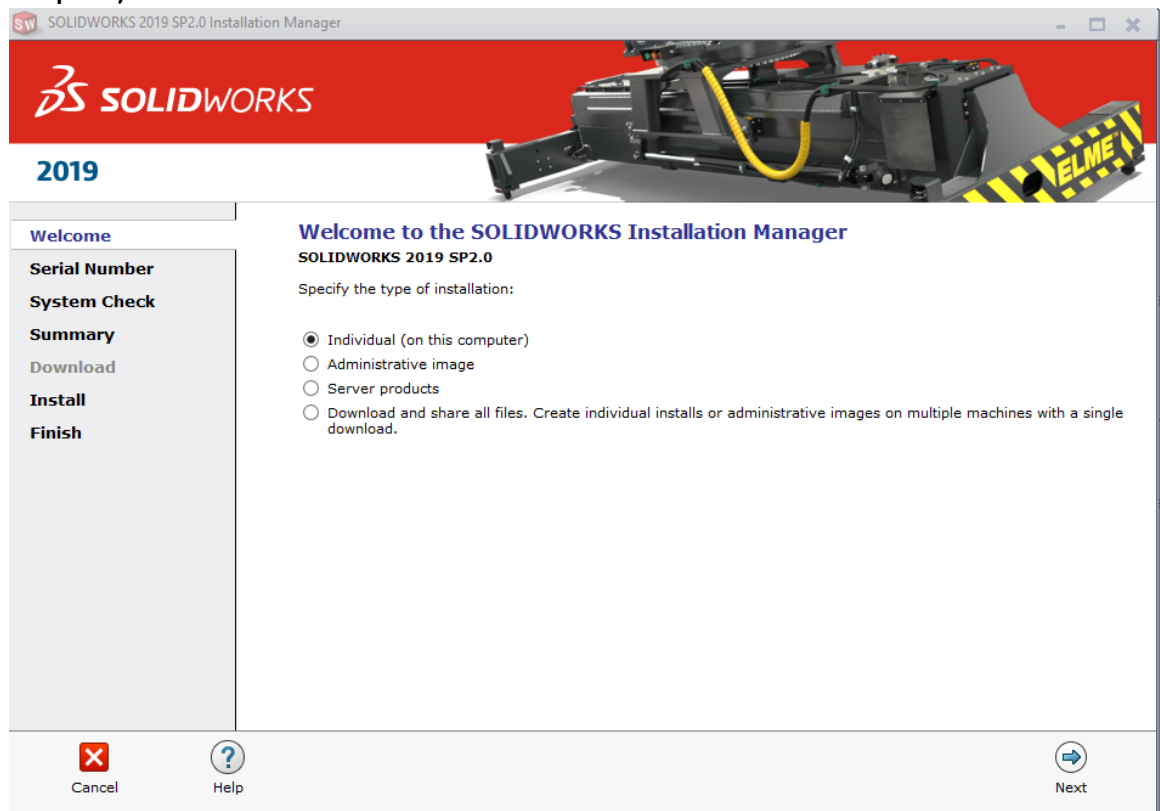 SOLIDWORKS 2019 SP2.0 Installation Manager
SOLIDWORKS
2019
ELME
Welcome
Serial Number
System Check
Summary
Download
Install
Finish
Welcome to the SOLIDWORKS Installation Manager
SOLIDWORKS 2019 SP2.0
Specify the type of installation:
Individual (on this computer)
Administrative image
Server products
Download and share all files. Create individual installs or administrative images on multiple machines with a single
download.
Cancel
Help
Next